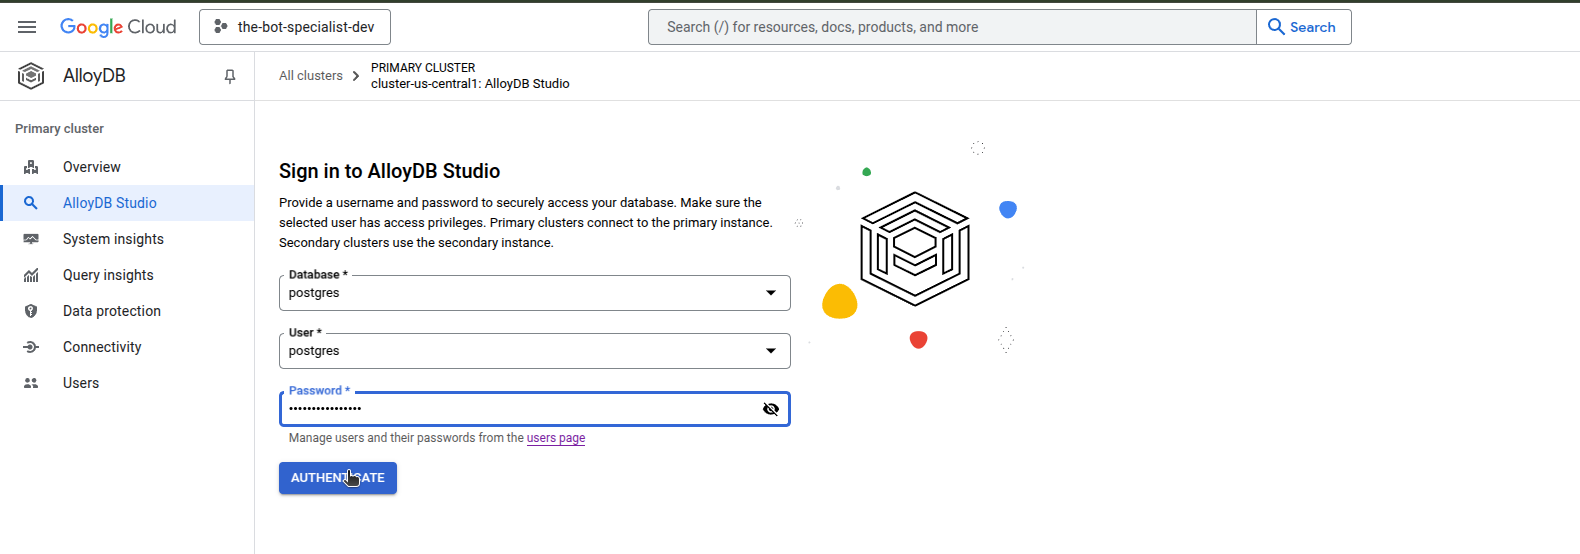 Google Cloud
the-bot-specialist-dev
Search (/) for resources, docs, products, and more
Search
AlloyDB
All clusters
PRIMARY CLUSTER
cluster-us-central1: AlloyDB Studio
Primary cluster
Overview
AlloyDB Studio
System insights
Query insights
Data protection
Connectivity
Users
Sign in to AlloyDB Studio
Provide a username and password to securely access your database. Make sure the
selected user has access privileges. Primary clusters connect to the primary instance.
Secondary clusters use the secondary instance.
Database *
postgres
User *
postgres
Password *
••••••••••••••••
Manage users and their passwords from the users page
AUTHENTICATE